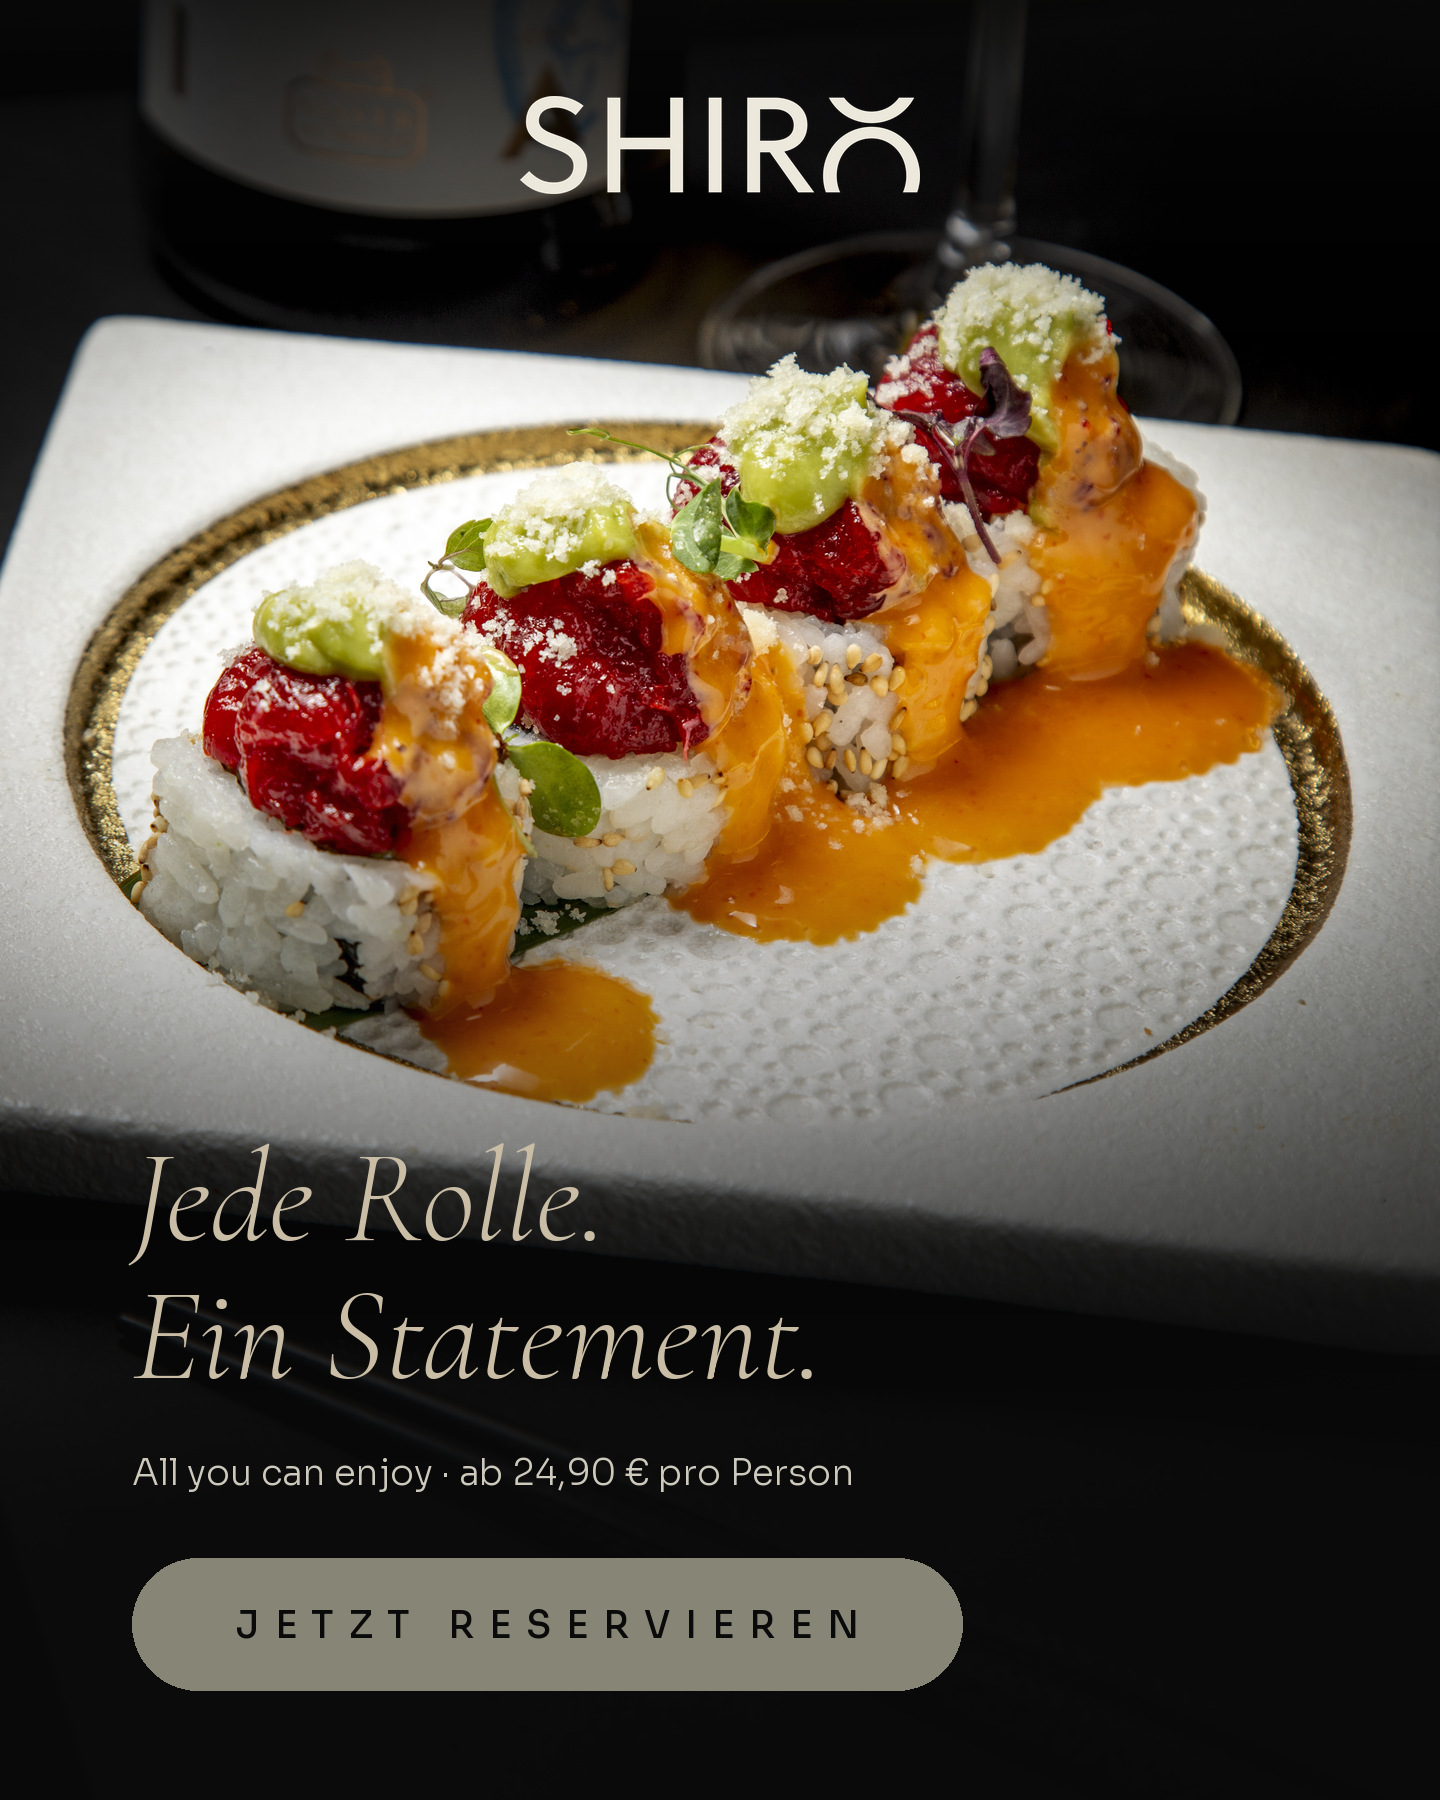 SHIRO
Jede Rolle.
Ein Statement.
All you can enjoy · ab 24,90 € pro Person
JETZT RESERVIEREN